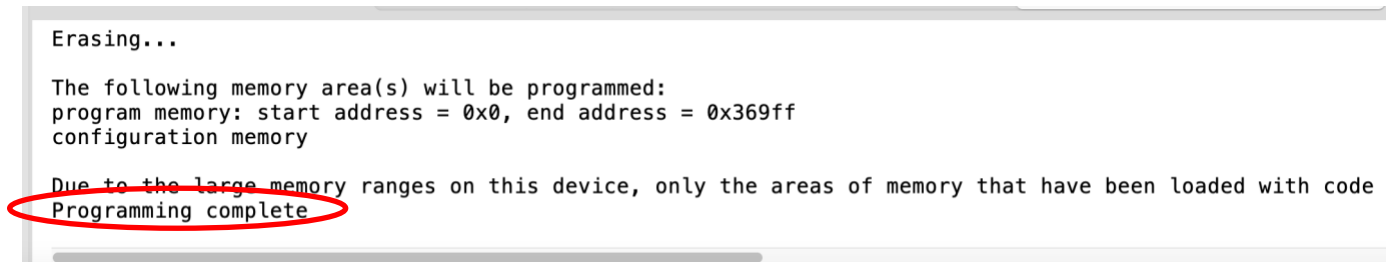 Erasing...
The following memory area(s) will be programmed:
program memory: start address = 0x0, end address = 0x369ff
configuration memory
Due to the large memory ranges on this device, only the areas of memory that have been loaded with code
Programming complete